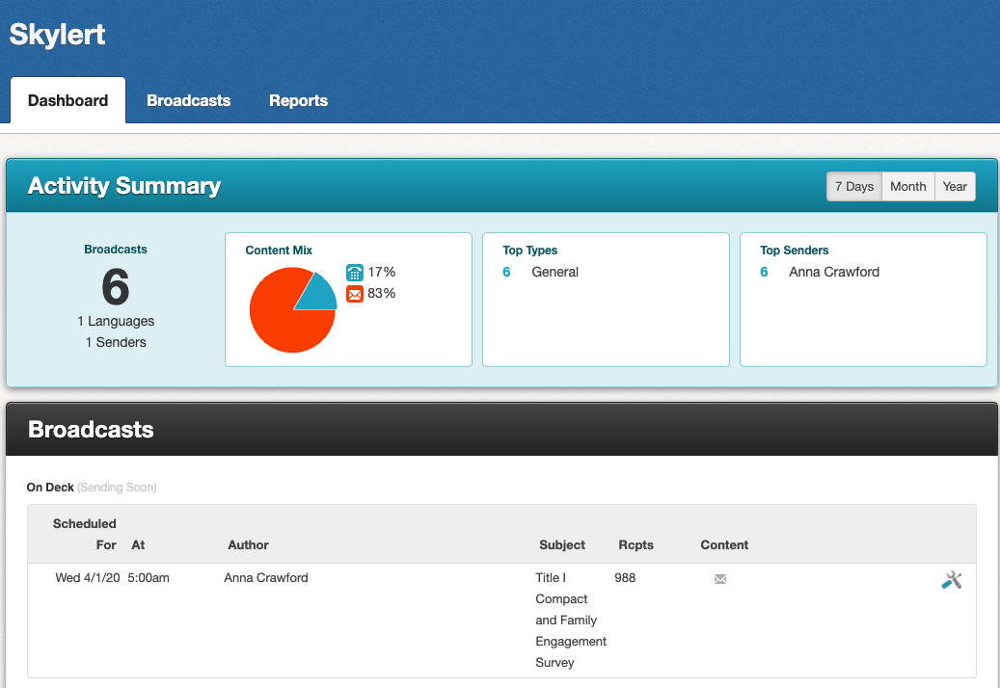 Skylert
Dashboard Broadcasts Reports
Activity Summary
7 Days Month Year
Broadcasts
6
1 Languages
1 Senders
Content Mix
17%
83%
Top Types
6 General
Top Senders
6 Anna Crawford
Broadcasts
On Deck (Sending Soon)
Scheduled
For At Author Subject Rcpts Content
Wed 4/1/20 5:00am Anna Crawford Title I 988
Compact
and Family
Engagement
Survey